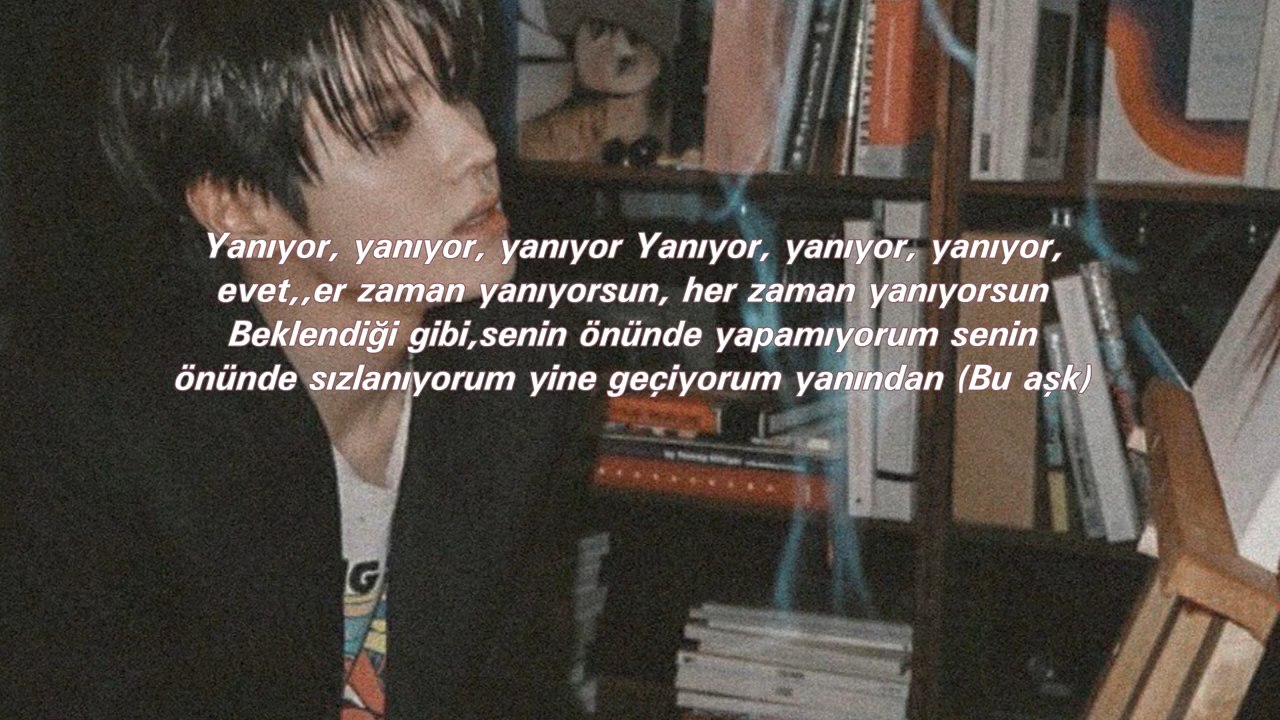 Yanıyor, yanıyor, yanıyor Yanıyor, yanıyor, yanıyor,
evet,,er zaman yanıyorsun, her zaman yanıyorsun
Beklendiği gibi,senin önünde yapamıyorum senin
önünde sızlanıyorum yine geçiyorum yanından (Bu aşk)